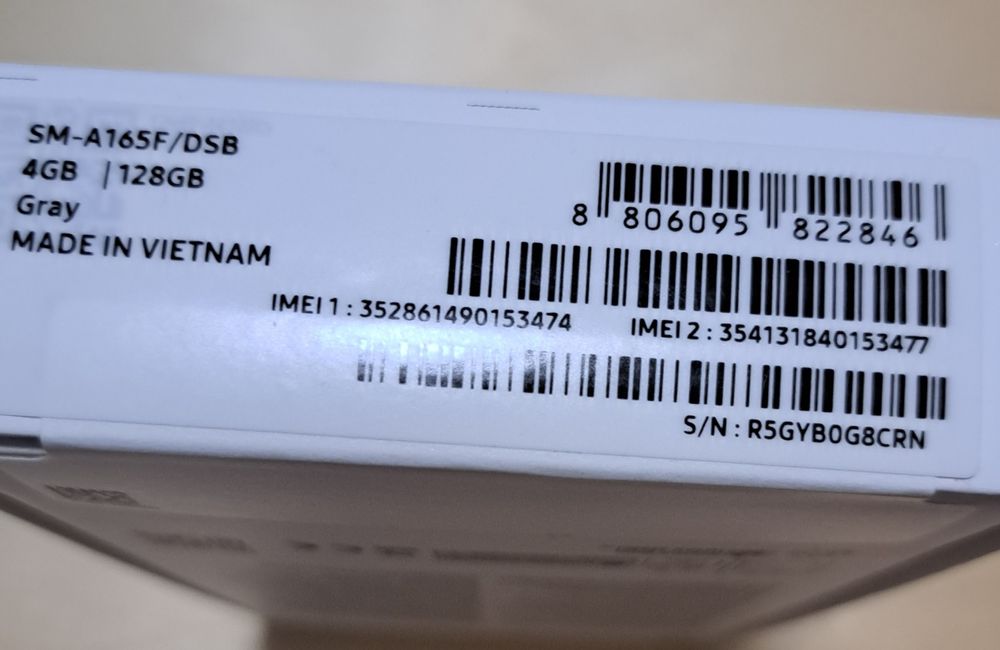 SM-A165F/DSB
4GB | 128GB
Gray
MADE IN VIETNAM
8 806095 822846
IMEI 1 : 352861490153474 IMEI 2 : 354131840153477
S/N : R5GYB0G8CRN